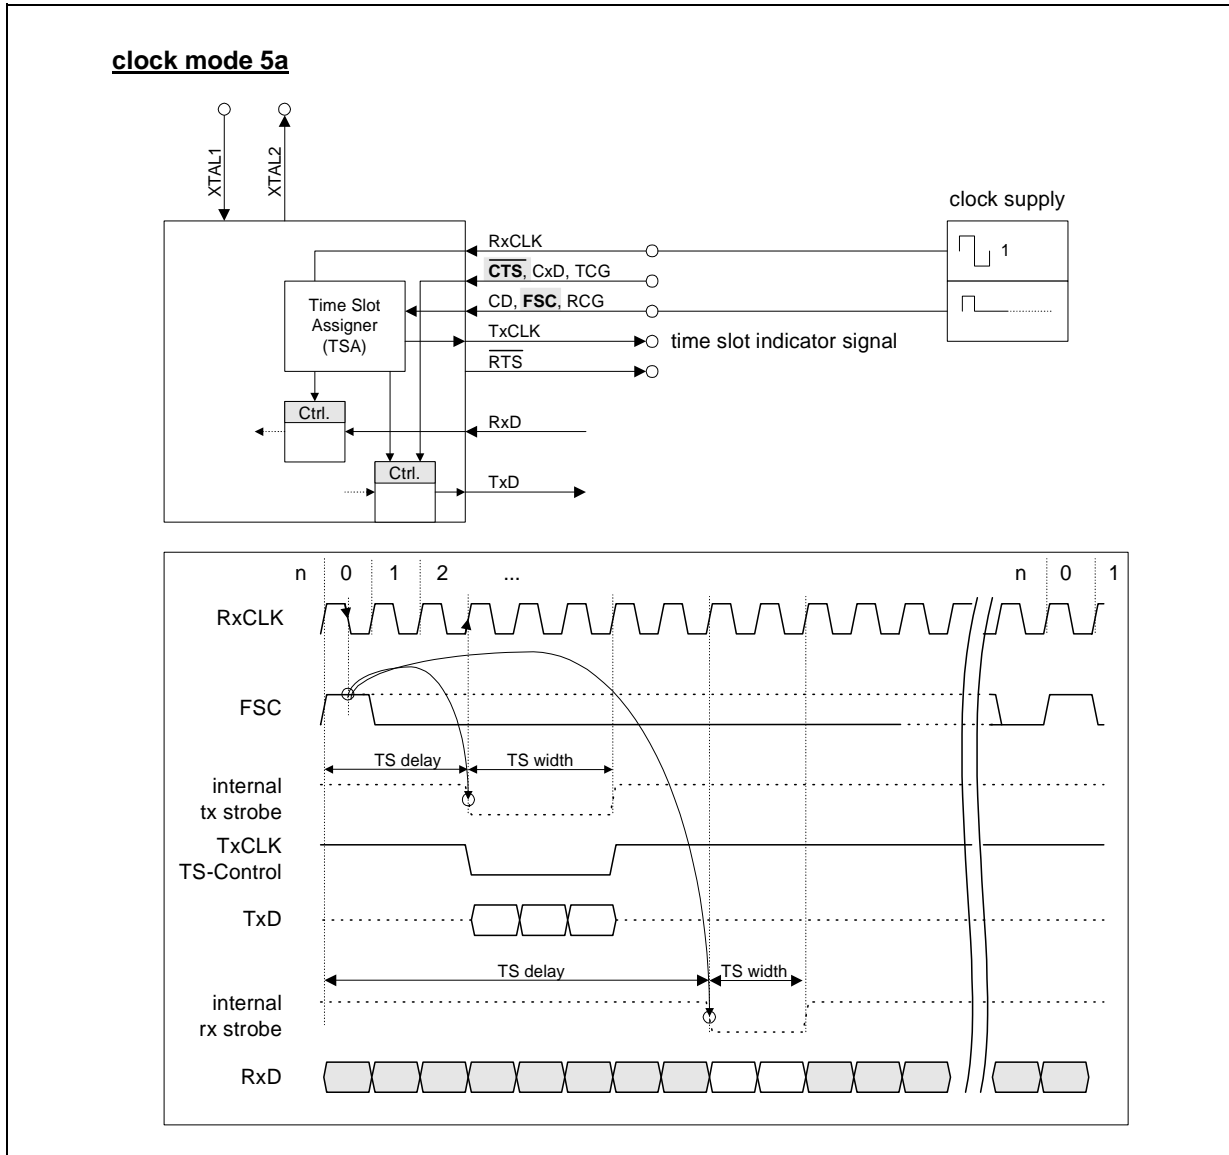 clock mode 5a
XTAL1
XTAL2
clock supply
RxCLK
1
CTS, CxD, TCG
CD, FSC, RCG
Time Slot
Assigner
(TSA)
TxCLK
time slot indicator signal
RTS
Ctrl.
RxD
Ctrl.
TxD
n 0 1 2 ... n 0 1
RxCLK
FSC
TS delay TS width
internal
tx strobe
TxCLK
TS-Control
TxD
TS delay TS width
internal
rx strobe
RxD